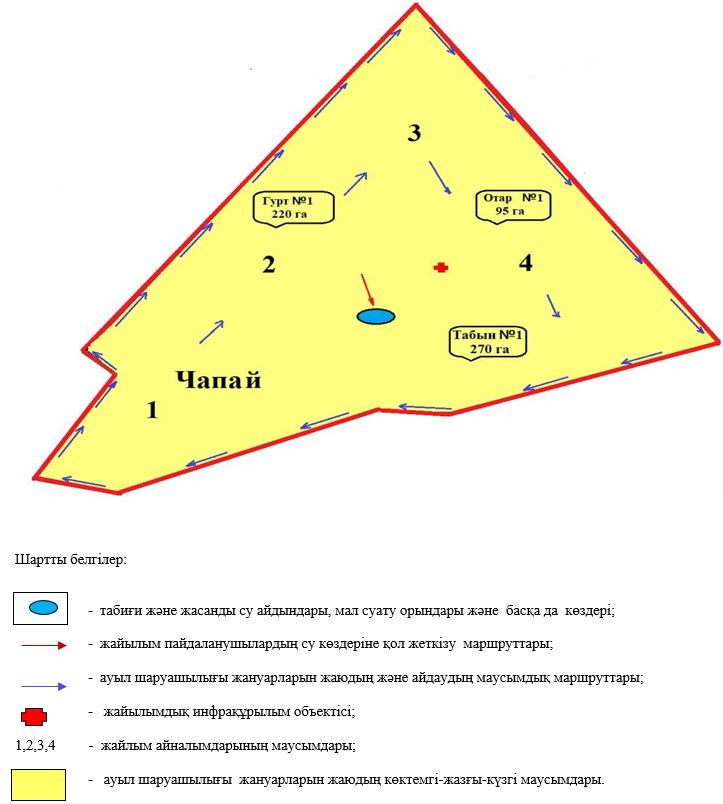 3
Гурт №1
220 га
Отар №1
95 га
2
4
Табын №1
270 га
Чапай
1
Шартты белгілер:
- табиғи және жасанды су айдындары, мал суату орындары және басқа да көздері;
- жайылым пайдаланушылардың су көздеріне қол жеткізу маршруттары;
- ауыл шаруашылығы жануарларын жаюдың және айдаудың маусымдық маршруттары;
- жайылымдық инфрақұрылым объектісі;
1,2,3,4 - жайлым айналымдарының маусымдары;
- ауыл шаруашылығы жануарларын жаюдың көктемгі-жазғы-күзгі маусымдары.